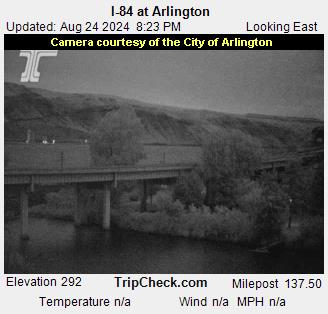 I-84 at Arlington
Updated: Aug 24 2024 8:23 PM Looking East
Camera courtesy of the City of Arlington
Elevation 292 TripCheck.com Milepost 137.50
Temperature n/a Wind n/a MPH n/a